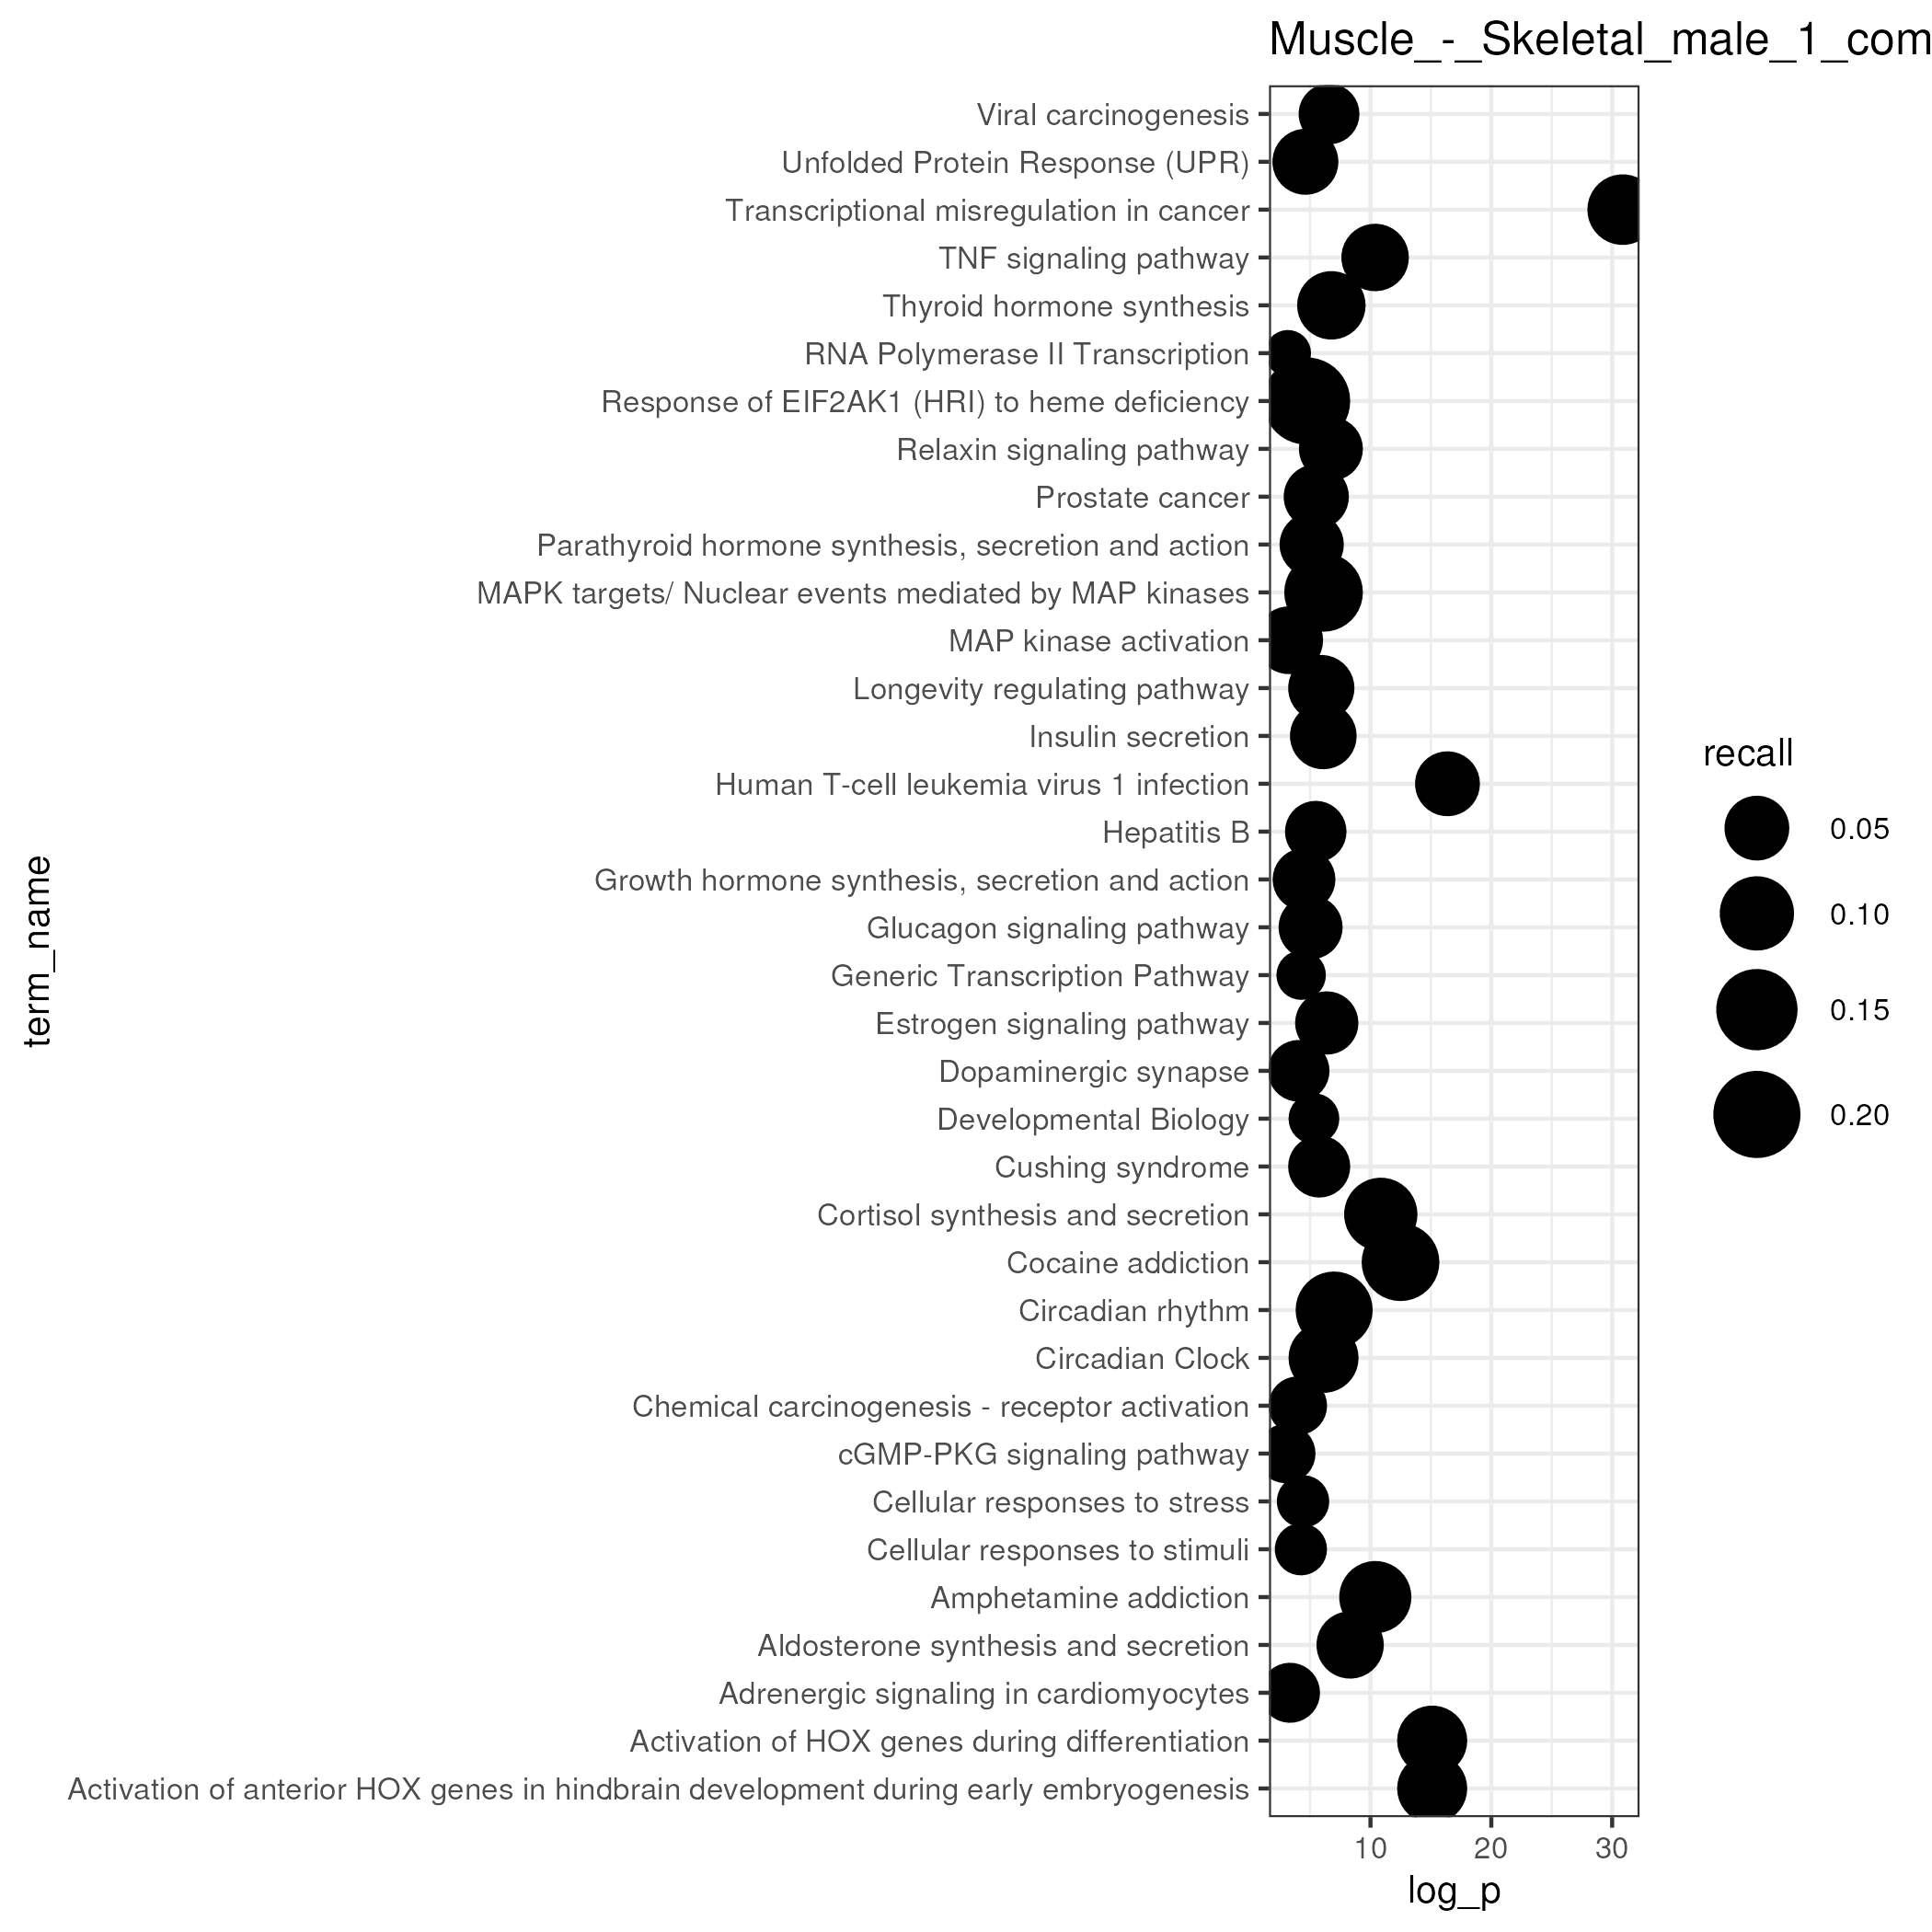 Muscle_-_Skeletal_male_1_com
Viral carcinogenesis
Unfolded Protein Response (UPR)
Transcriptional misregulation in cancer
TNF signaling pathway
Thyroid hormone synthesis
RNA Polymerase II Transcription
Response of EIF2AK1 (HRI) to heme deficiency
Relaxin signaling pathway
Prostate cancer
Parathyroid hormone synthesis, secretion and action
MAPK targets/ Nuclear events mediated by MAP kinases
MAP kinase activation
Longevity regulating pathway
Insulin secretion
Human T-cell leukemia virus 1 infection
Hepatitis B
Growth hormone synthesis, secretion and action
Glucagon signaling pathway
Generic Transcription Pathway
Estrogen signaling pathway
Dopaminergic synapse
Developmental Biology
Cushing syndrome
Cortisol synthesis and secretion
Cocaine addiction
Circadian rhythm
Circadian Clock
Chemical carcinogenesis - receptor activation
cGMP-PKG signaling pathway
Cellular responses to stress
Cellular responses to stimuli
Amphetamine addiction
Aldosterone synthesis and secretion
Adrenergic signaling in cardiomyocytes
Activation of HOX genes during differentiation
Activation of anterior HOX genes in hindbrain development during early embryogenesis
term_name
10 20 30
log_p
recall
0.05
0.10
0.15
0.20